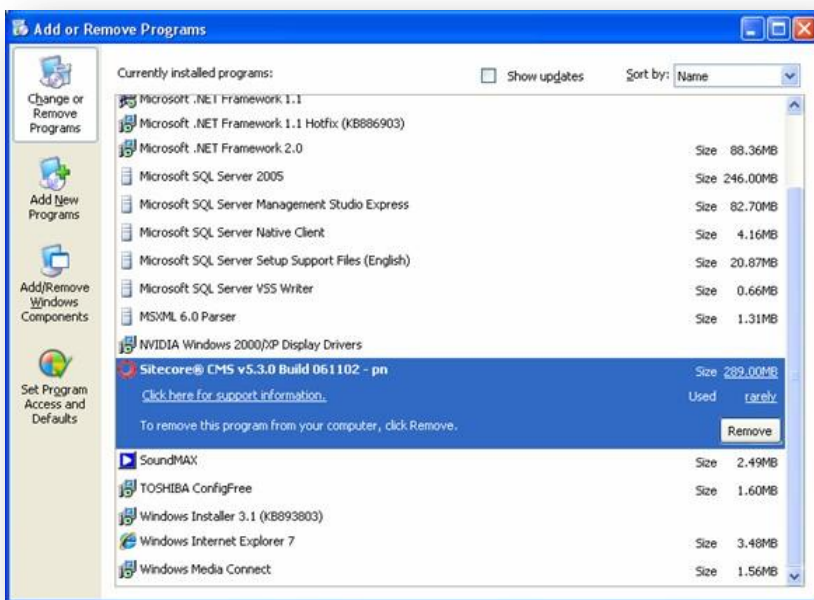 Add or Remove Programs
Change or
Remove
Programs
Add New
Programs
Add/Remove
Windows
Components
Set Program
Access and
Defaults
Currently installed programs: Show updates Sort by: Name
Microsoft .NET Framework 1.1
Microsoft .NET Framework 1.1 Hotfix (KB886903)
Microsoft .NET Framework 2.0 Size 88.36MB
Microsoft SQL Server 2005 Size 246.00MB
Microsoft SQL Server Management Studio Express Size 82.70MB
Microsoft SQL Server Native Client Size 4.16MB
Microsoft SQL Server Setup Support Files (English) Size 20.87MB
Microsoft SQL Server VSS Writer Size 0.66MB
MSXML 6.0 Parser Size 1.31MB
NVIDIA Windows 2000/XP Display Drivers
Sitecore® CMS v5.3.0 Build 061102 - pn Size 289.00MB
Click here for support information. Used rarely
To remove this program from your computer, click Remove. Remove
SoundMAX Size 2.49MB
TOSHIBA ConfigFree Size 1.60MB
Windows Installer 3.1 (KB893803)
Windows Internet Explorer 7 Size 3.48MB
Windows Media Connect Size 1.56MB